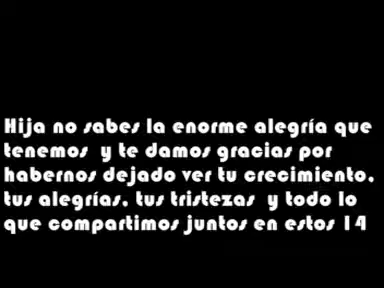 Hija no sabes la enorme alegría que
tenemos y te damos gracias por
habernos dejado ver tu crecimiento,
tus alegrías, tus tristezas y todo lo
que compartimos juntos en estos 14